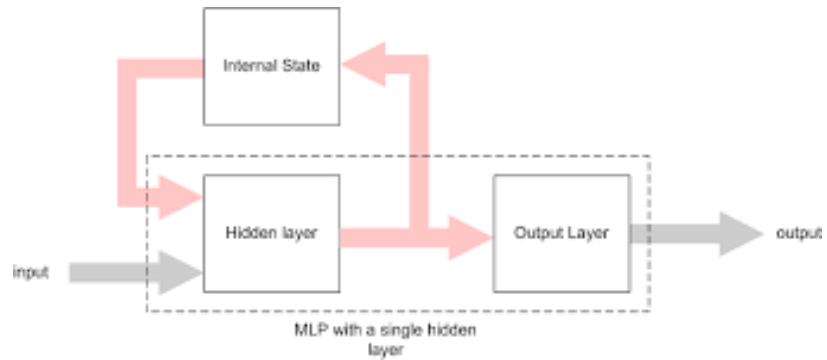 Internal State
Hidden layer
Output Layer
output
input
MLP with a single hidden
layer